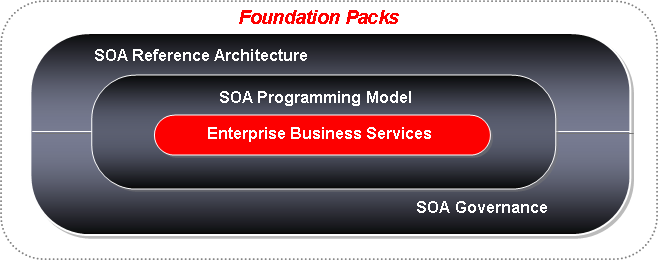 Foundation Packs
SOA Reference Architecture
SOA Programming Model
Enterprise Business Services
SOA Governance